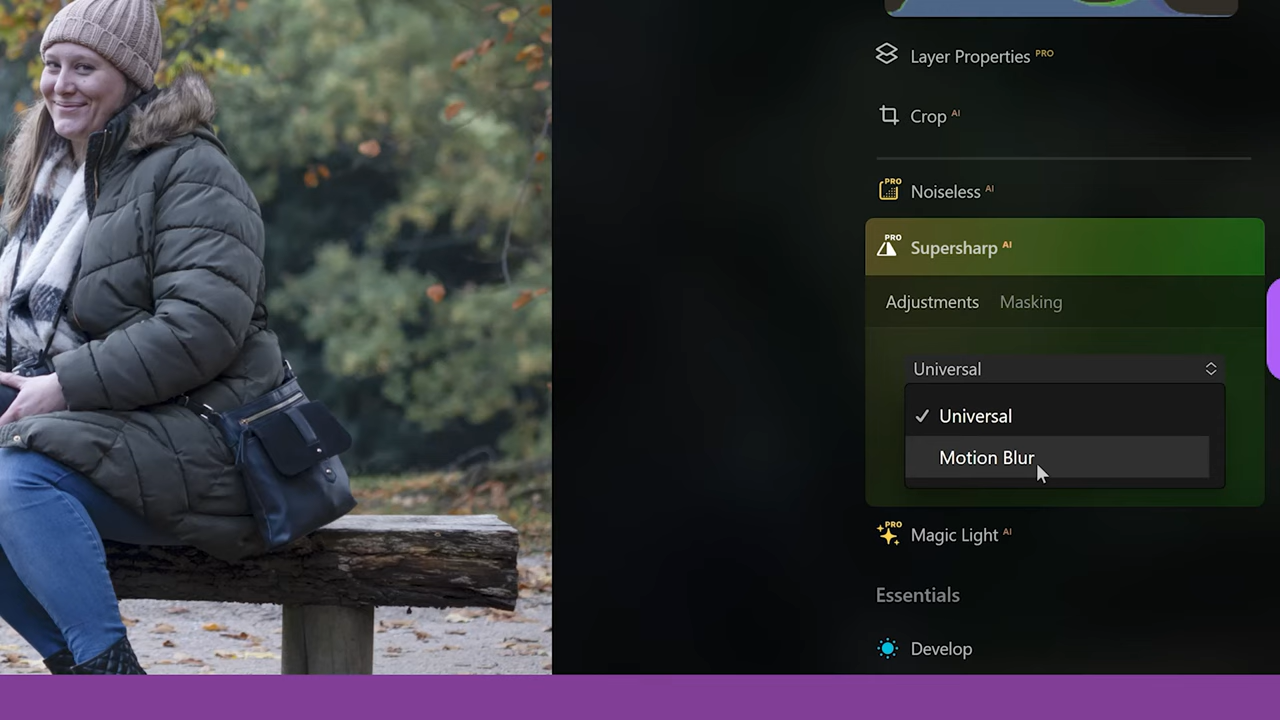 Layer Properties PRO
Crop AI
PRO
Noiseless AI
PRO
Supersharp AI
Adjustments Masking
Universal
Universal
Motion Blur
PRO
Magic Light AI
Essentials
Develop